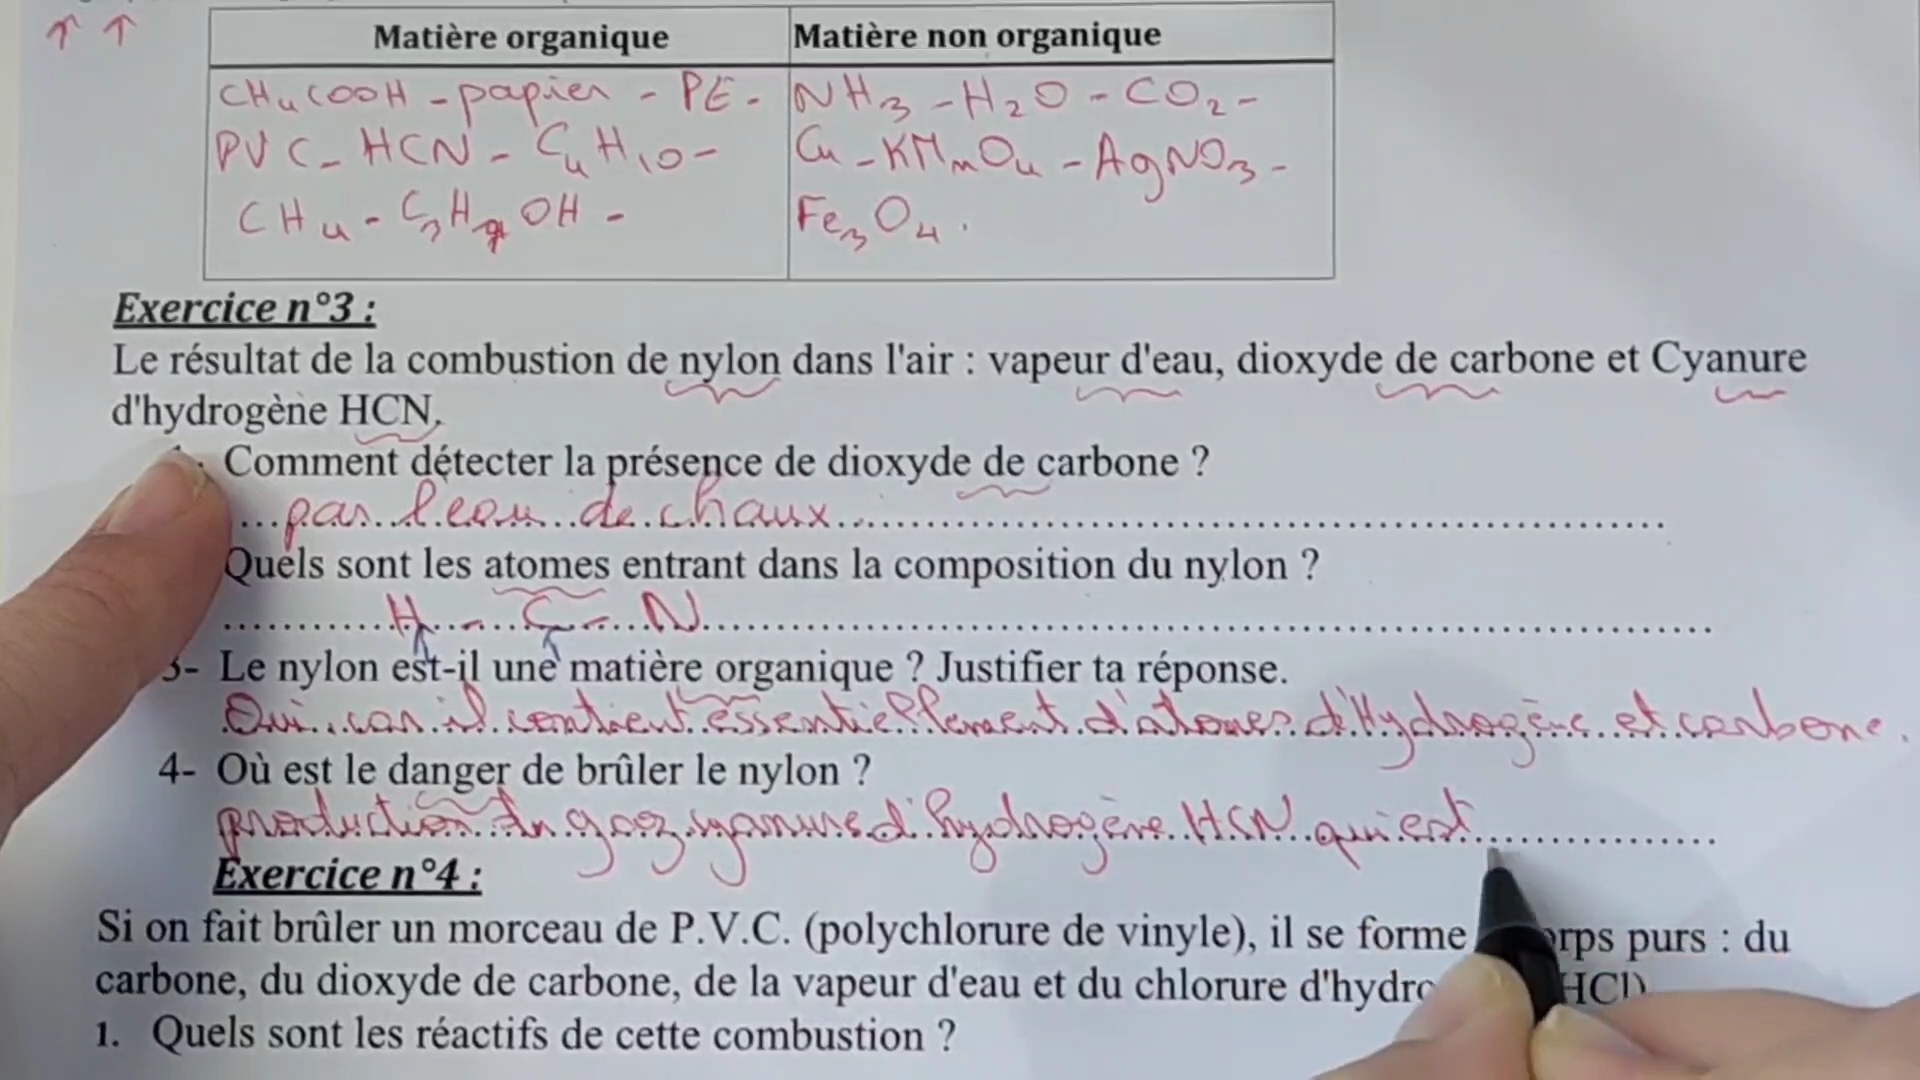 Matière organique Matière non organique
CH₄COOH - papier - PE - NH₃ - H₂O - CO₂ -
PVC - HCN - C₄H₁₀ - Cu - KMnO₄ - AgNO₃ -
CH₄ - OH - Fe₃O₄.
Exercice n°3 :
Le résultat de la combustion de nylon dans l'air : vapeur d'eau, dioxyde de carbone et Cyanure
d'hydrogène HCN.
Comment détecter la présence de dioxyde de carbone ?
par l'eau de chaux
Quels sont les atomes entrant dans la composition du nylon ?
H - C - N
3- Le nylon est-il une matière organique ? Justifier ta réponse.
Oui, car il contient essentiellement d'atomes d'Hydrogène et carbone.
4- Où est le danger de brûler le nylon ?
production du gaz cyanure d'hydrogène HCN qui est
Exercice n°4 :
Si on fait brûler un morceau de P.V.C. (polychlorure de vinyle), il se forme orps purs : du
carbone, du dioxyde de carbone, de la vapeur d'eau et du chlorure d'hydro HCl)
1. Quels sont les réactifs de cette combustion ?